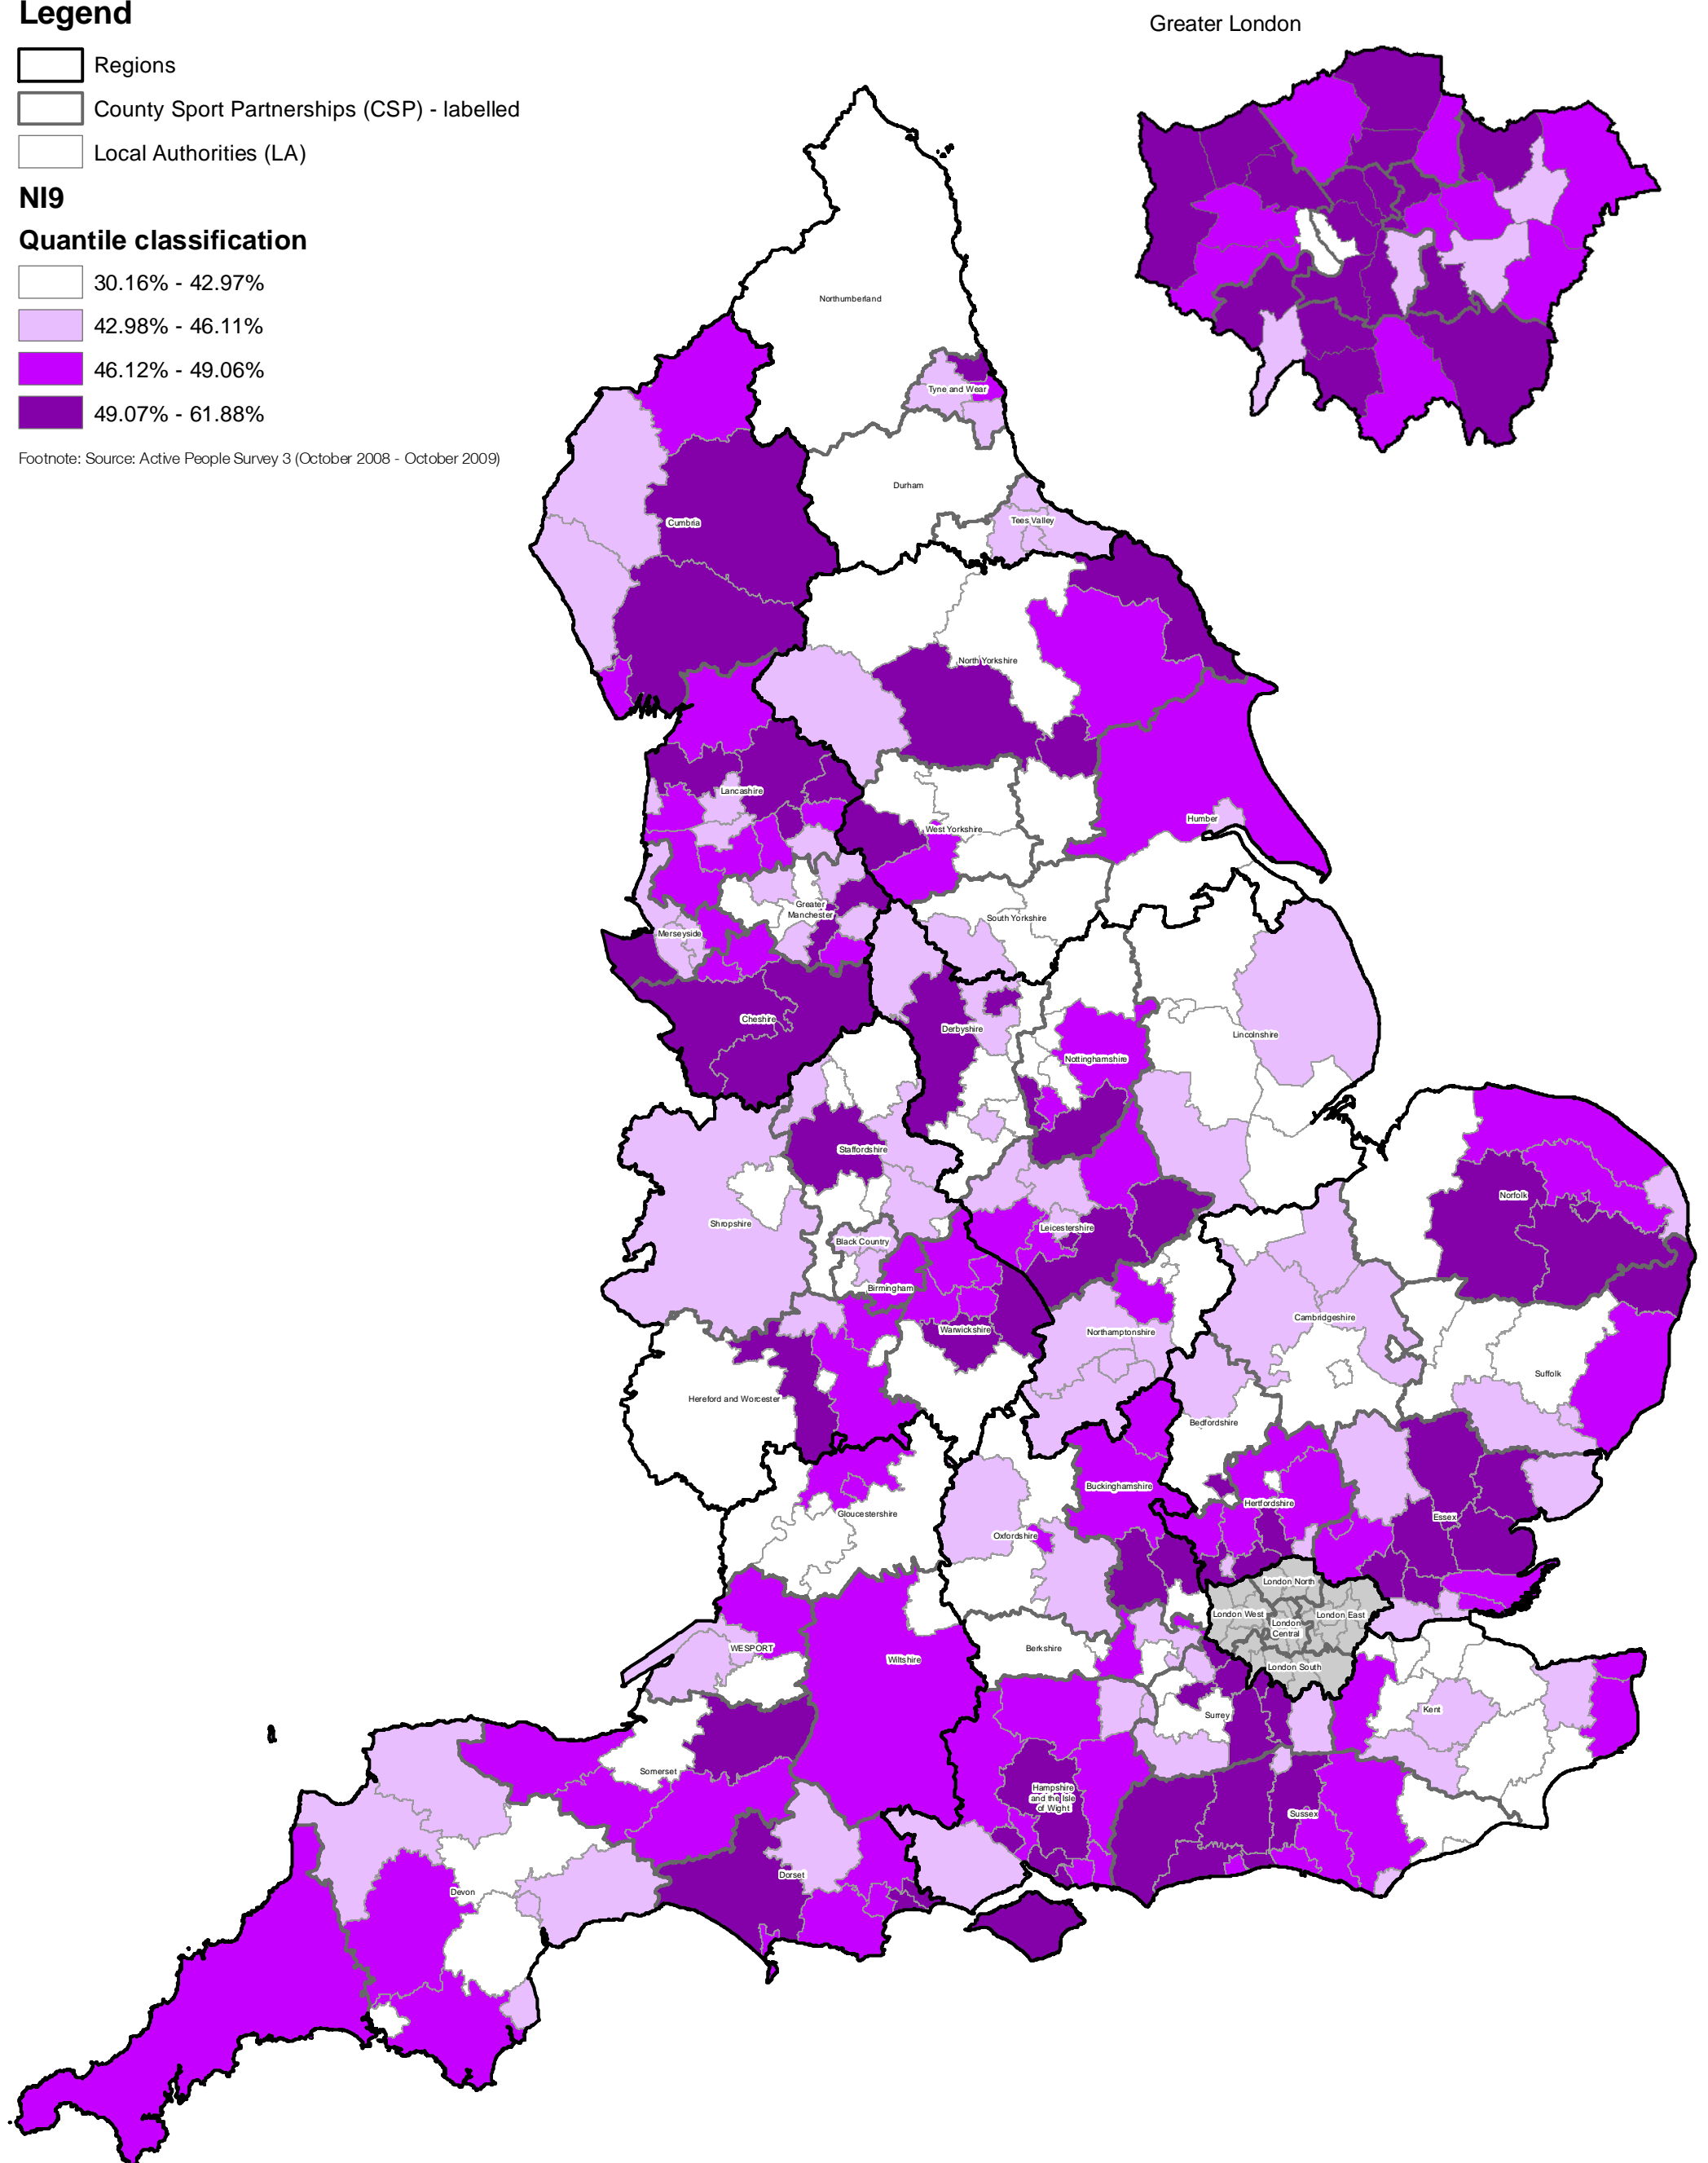 Legend
Regions
County Sport Partnerships (CSP) - labelled
Local Authorities (LA)
NI9
Quantile classification
30.16% - 42.97%
42.98% - 46.11%
46.12% - 49.06%
49.07% - 61.88%
Footnote: Source: Active People Survey 3 (October 2008 - October 2009)
Greater London
Northumberland
Tyne and Wear
Durham
Tees Valley
Cumbria
North Yorkshire
Lancashire
Humber
West Yorkshire
Greater
Manchester
South Yorkshire
Merseyside
Cheshire
Derbyshire
Lincolnshire
Nottinghamshire
Staffordshire
Norfolk
Shropshire
Leicestershire
Black Country
Birmingham
Cambridgeshire
Warwickshire
Northamptonshire
Suffolk
Hereford and Worcester
Bedfordshire
Buckinghamshire
Hertfordshire
Gloucestershire
Essex
Oxfordshire
London North
London West
London East
London
Central
WESPORT
Berkshire
Wiltshire
London South
Kent
Surrey
Somerset
Hampshire
and the Isle
of Wight
Sussex
Dorset
Devon